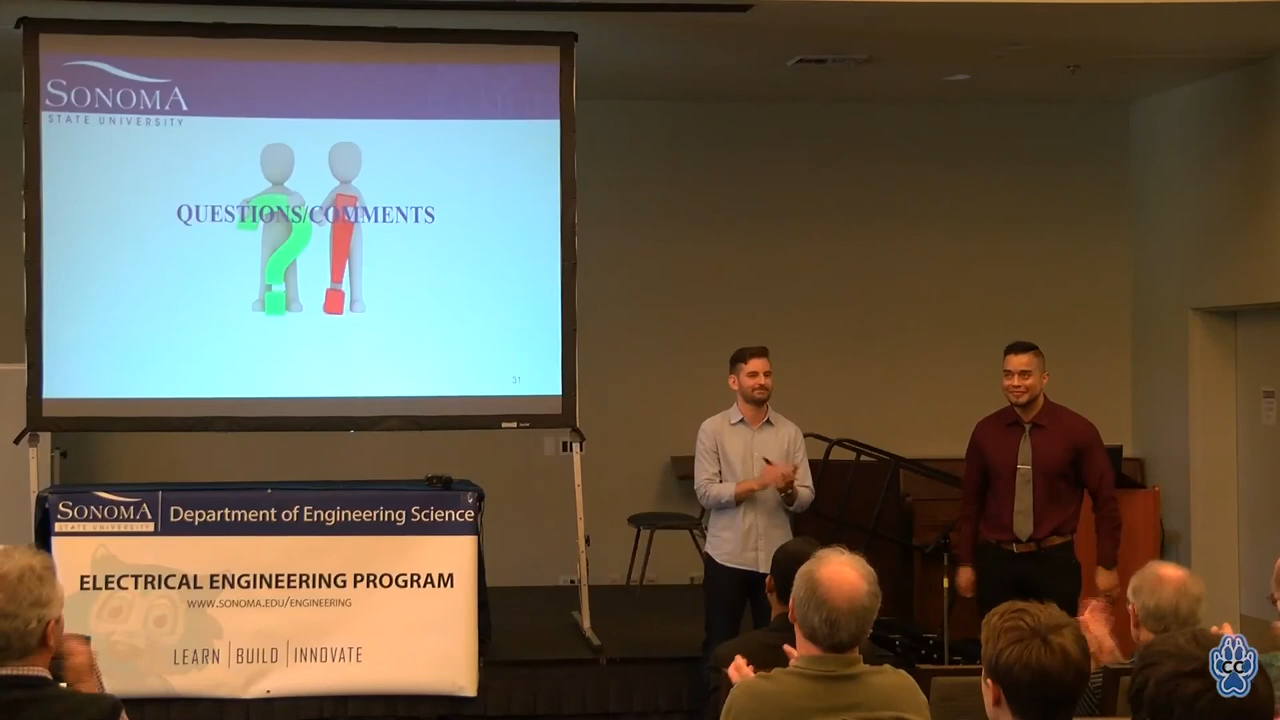 SONOMA
STATE UNIVERSITY
QUESTIONS/COMMENTS
31
SONOMA
STATE UNIVERSITY
Department of Engineering Science
ELECTRICAL ENGINEERING PROGRAM
WWW.SONOMA.EDU/ENGINEERING
LEARN | BUILD | INNOVATE
CC